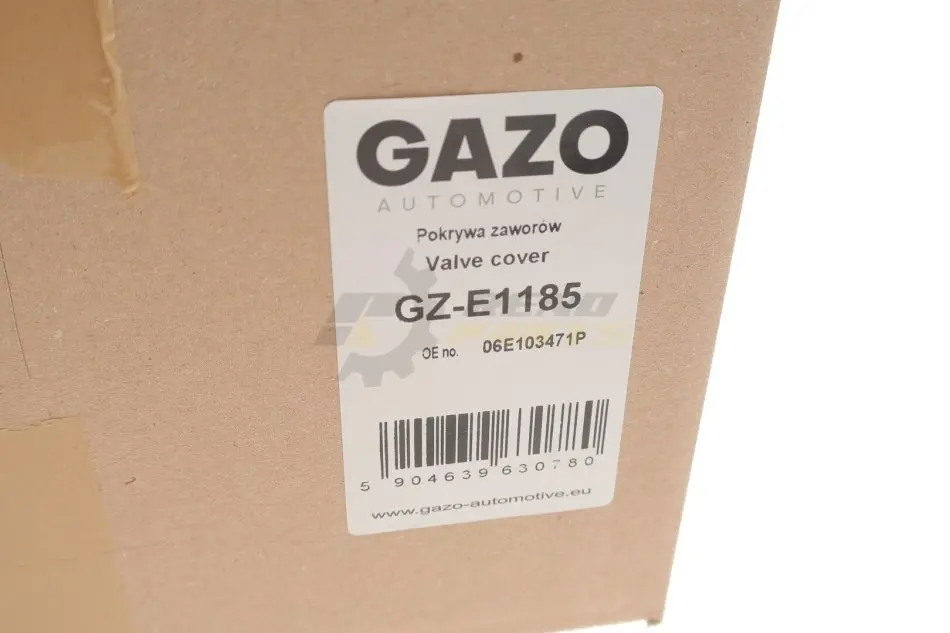 GAZO
AUTOMOTIVE
Pokrywa zaworów
Valve cover
GZ-E1185
OE no. 06E103471P
5 904639 630780
www.gazo-automotive.eu